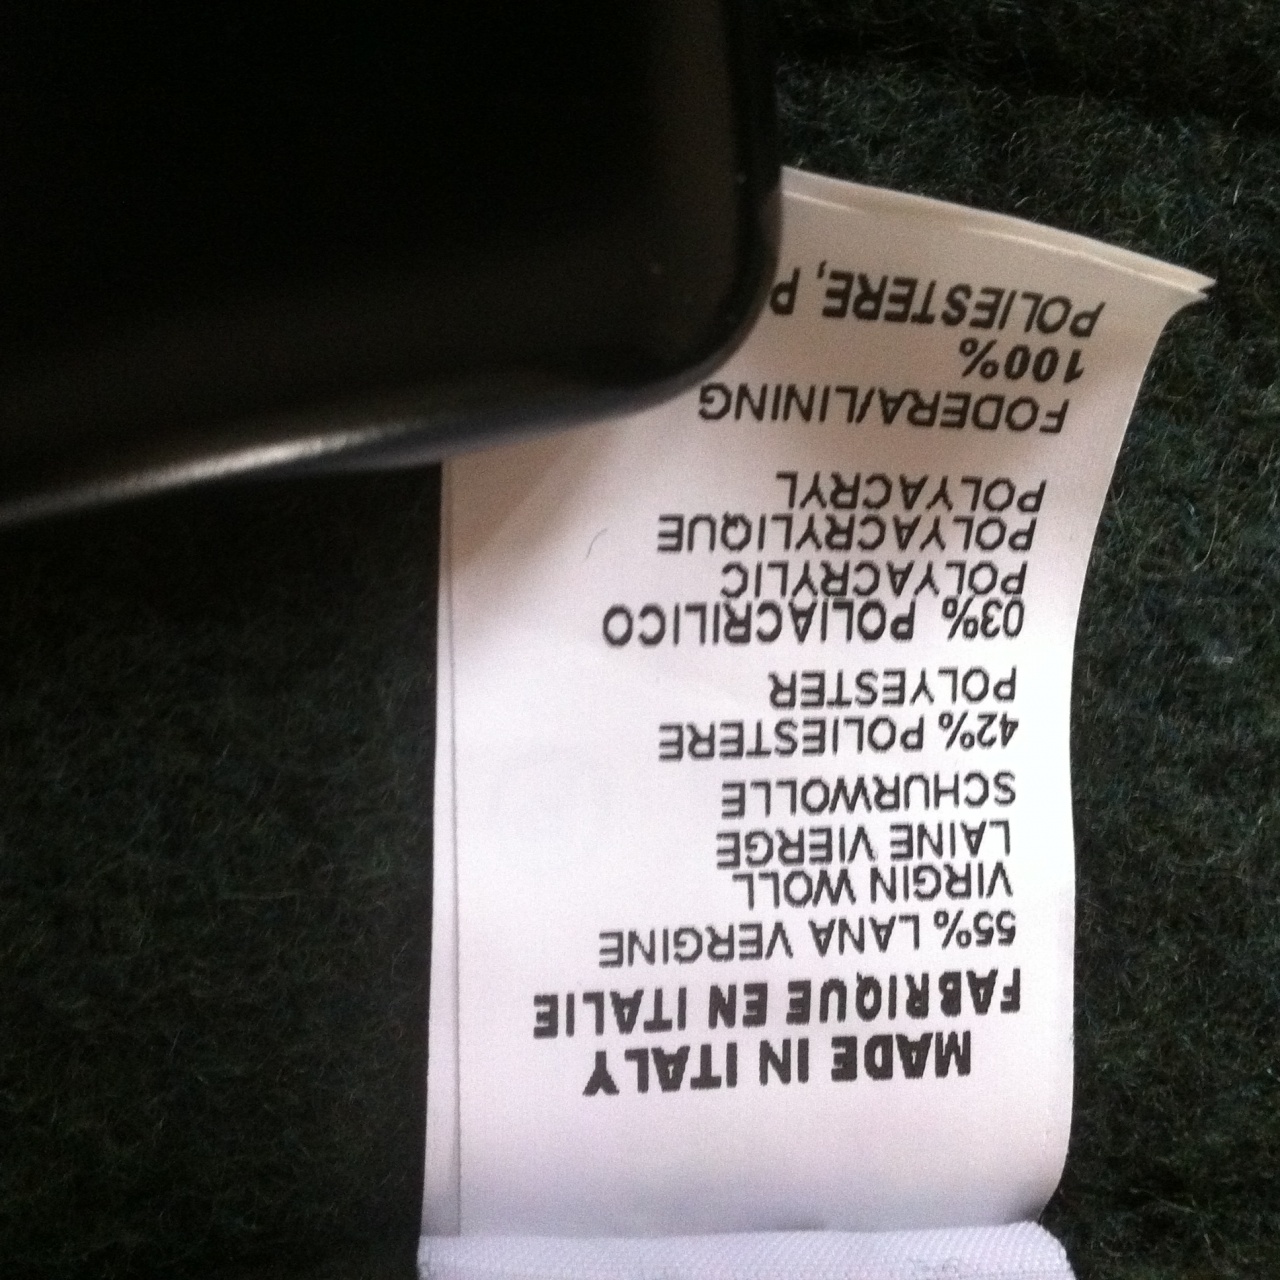 MADE IN ITALY
FABRIQUE EN ITALIE
55% LANA VERGINE
VIRGIN WOLL
LAINE VIERGE
SCHURWOLLE
42% POLIESTERE
POLYESTER
03% POLIACRILICO
POLYACRYLIC
POLYACRYLIQUE
POLYACRYL
FODERA/LINING
100%
POLIESTERE, P